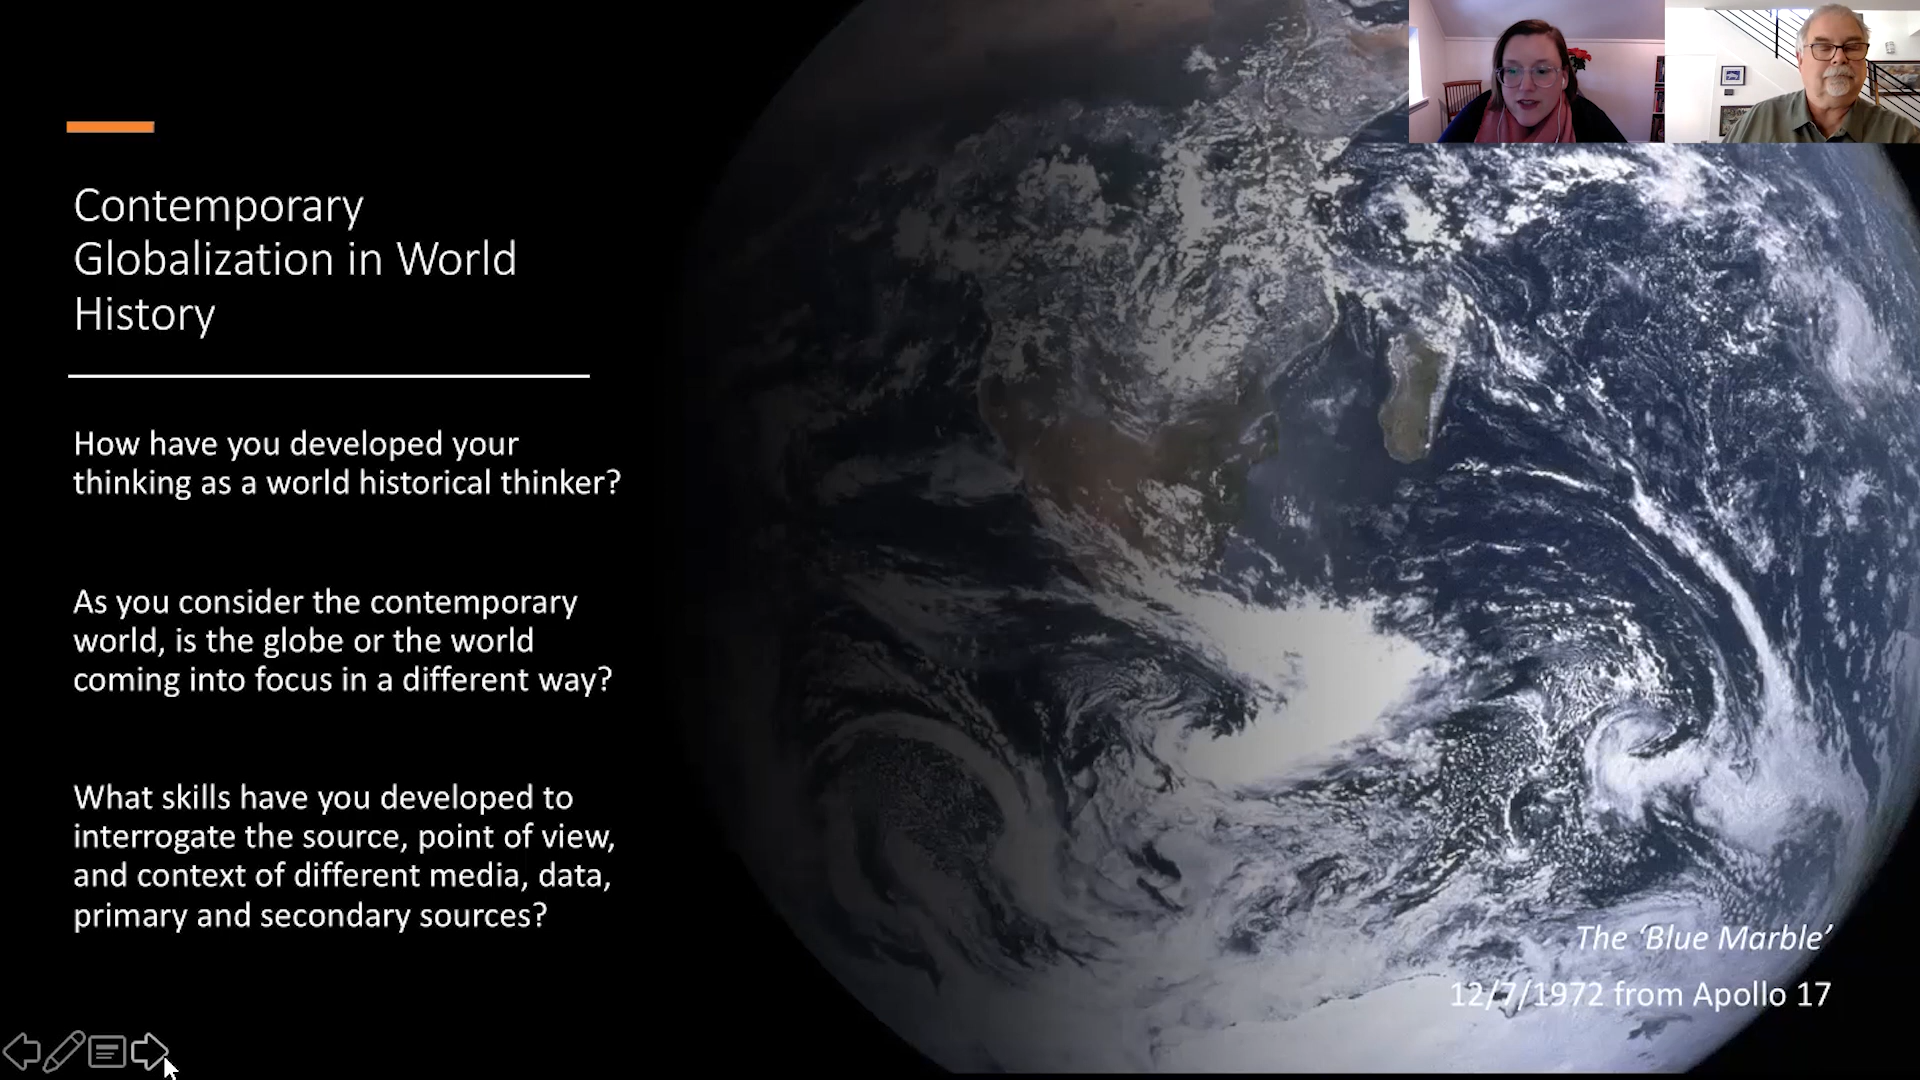 Contemporary
Globalization in World
History
How have you developed your
thinking as a world historical thinker?
As you consider the contemporary
world, is the globe or the world
coming into focus in a different way?
What skills have you developed to
interrogate the source, point of view,
and context of different media, data,
primary and secondary sources?
The ‘Blue Marble’
12/7/1972 from Apollo 17